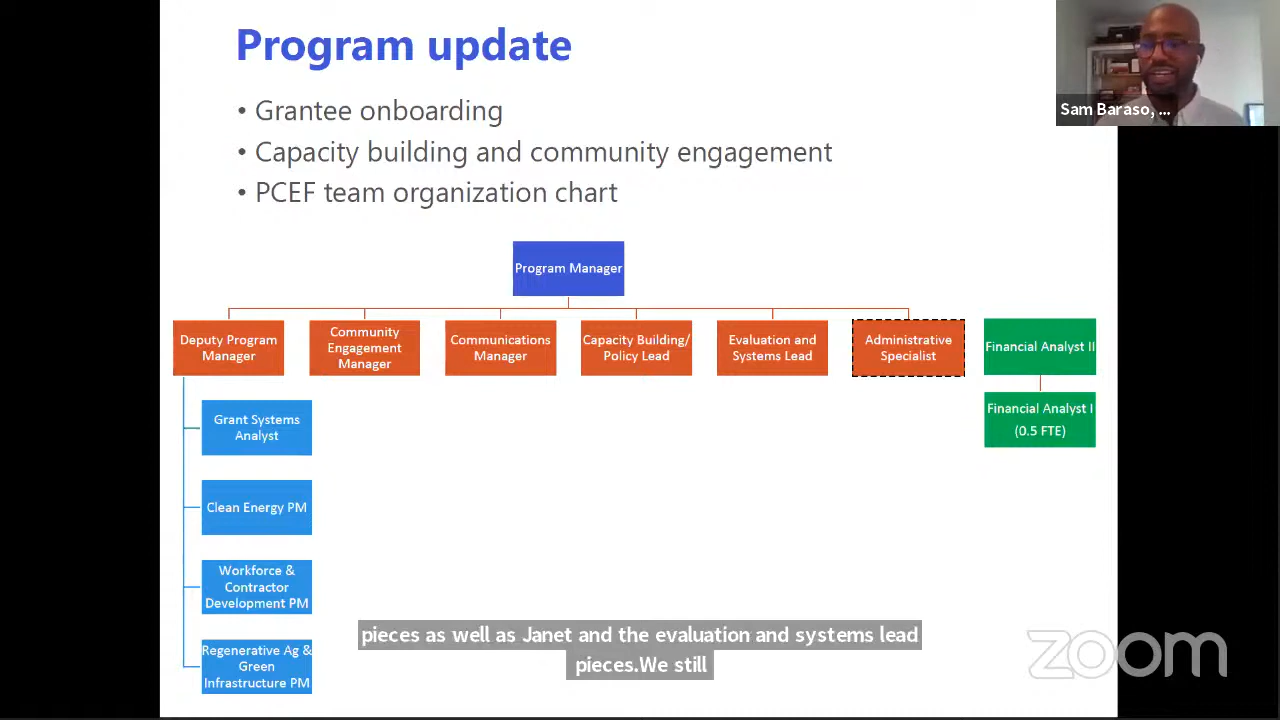 Program update
• Grantee onboarding
• Capacity building and community engagement
• PCEF team organization chart
Sam Baraso, ...
Program Manager
Deputy Program
Manager
Community
Engagement
Manager
Communications
Manager
Capacity Building/
Policy Lead
Evaluation and
Systems Lead
Administrative
Specialist
Financial Analyst II
Financial Analyst I
(0.5 FTE)
Grant Systems
Analyst
Clean Energy PM
Workforce &
Contractor
Development PM
Regenerative Ag &
Green
Infrastructure PM
pieces as well as Janet and the evaluation and systems lead
pieces.We still
zoom